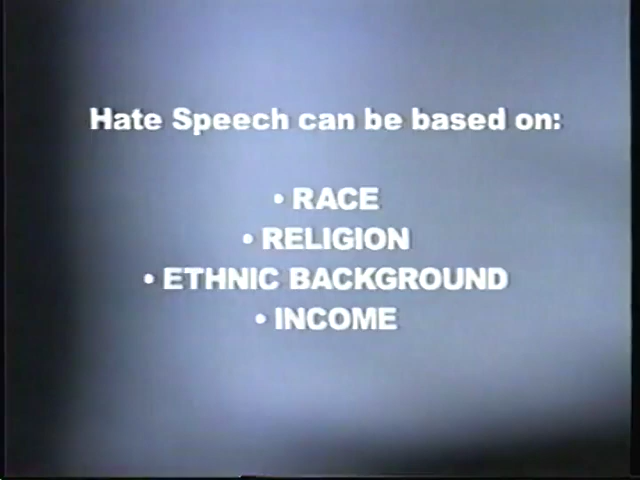 Hate Speech can be based on:
• RACE
• RELIGION
• ETHNIC BACKGROUND
• INCOME